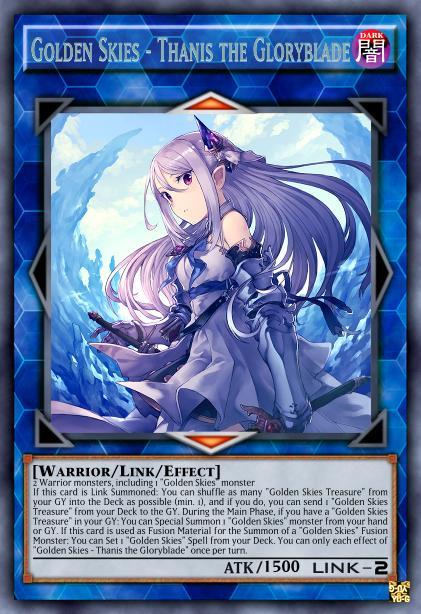 Golden Skies - Thanis the Gloryblade
DARK
闇
[Warrior/Link/Effect]
2 Warrior monsters, including 1 "Golden Skies" monster
If this card is Link Summoned: You can shuffle as many "Golden Skies Treasure" from
your GY into the Deck as possible (min. 1), and if you do, you can send 1 "Golden Skies
Treasure" from your Deck to the GY. During the Main Phase, if you have a "Golden Skies
Treasure" in your GY: You can Special Summon 1 "Golden Skies" monster from your hand
or GY. If this card is used as Fusion Material for the Summon of a "Golden Skies" Fusion
Monster: You can Set 1 "Golden Skies" Spell from your Deck. You can only each effect of
"Golden Skies - Thanis the Gloryblade" once per turn.
ATK/1500 LINK-2